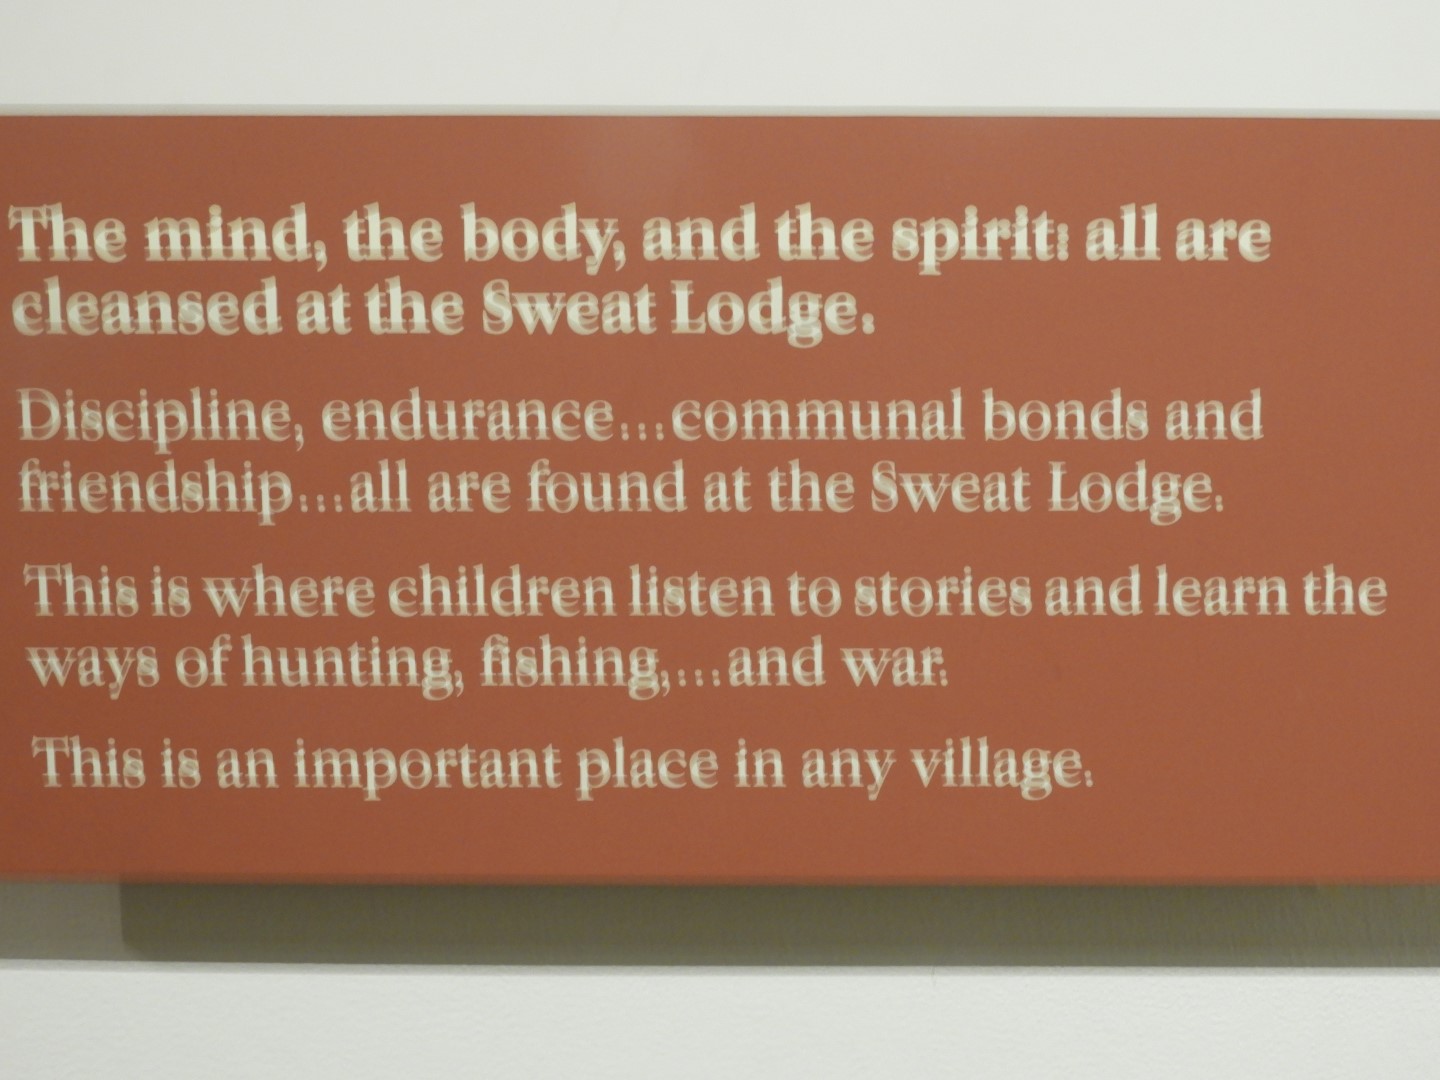 The mind, the body, and the spirit: all are
cleansed at the Sweat Lodge.
Discipline, endurance...communal bonds and
friendship...all are found at the Sweat Lodge.
This is where children listen to stories and learn the
ways of hunting, fishing,...and war.
This is an important place in any village.